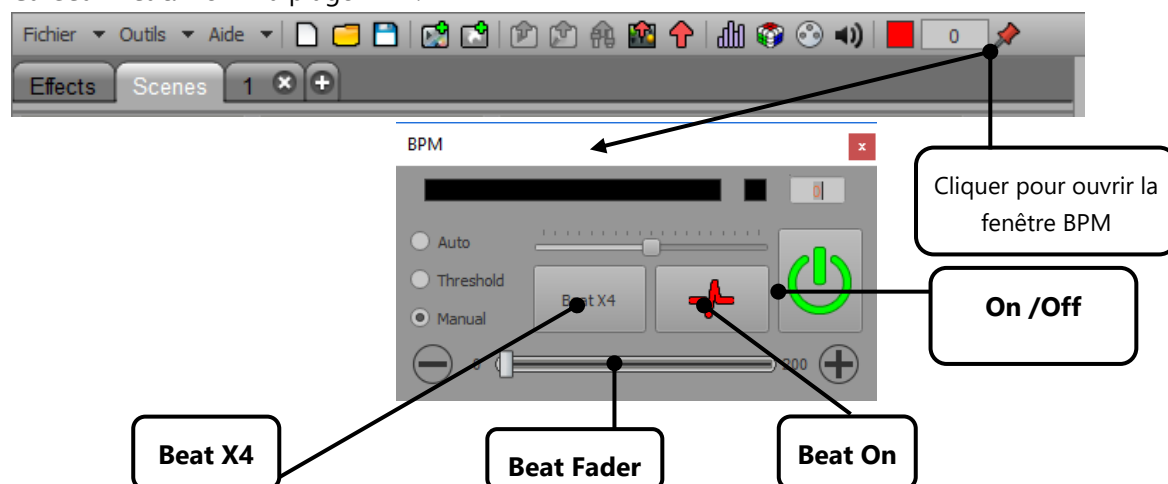 Fichier Outils Aide 0
Effects Scenes 1
BPM
0
Auto
Threshold
Manual
Beat X4
0 200
Cliquer pour ouvrir la
fenêtre BPM
On /Off
Beat X4
Beat Fader
Beat On